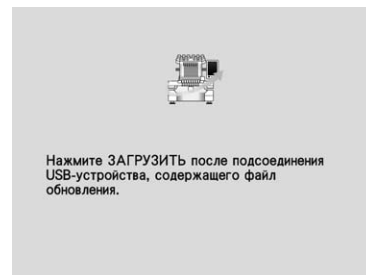 Нажмите ЗАГРУЗИТЬ после подсоединения
USB-устройства, содержащего файл
обновления.